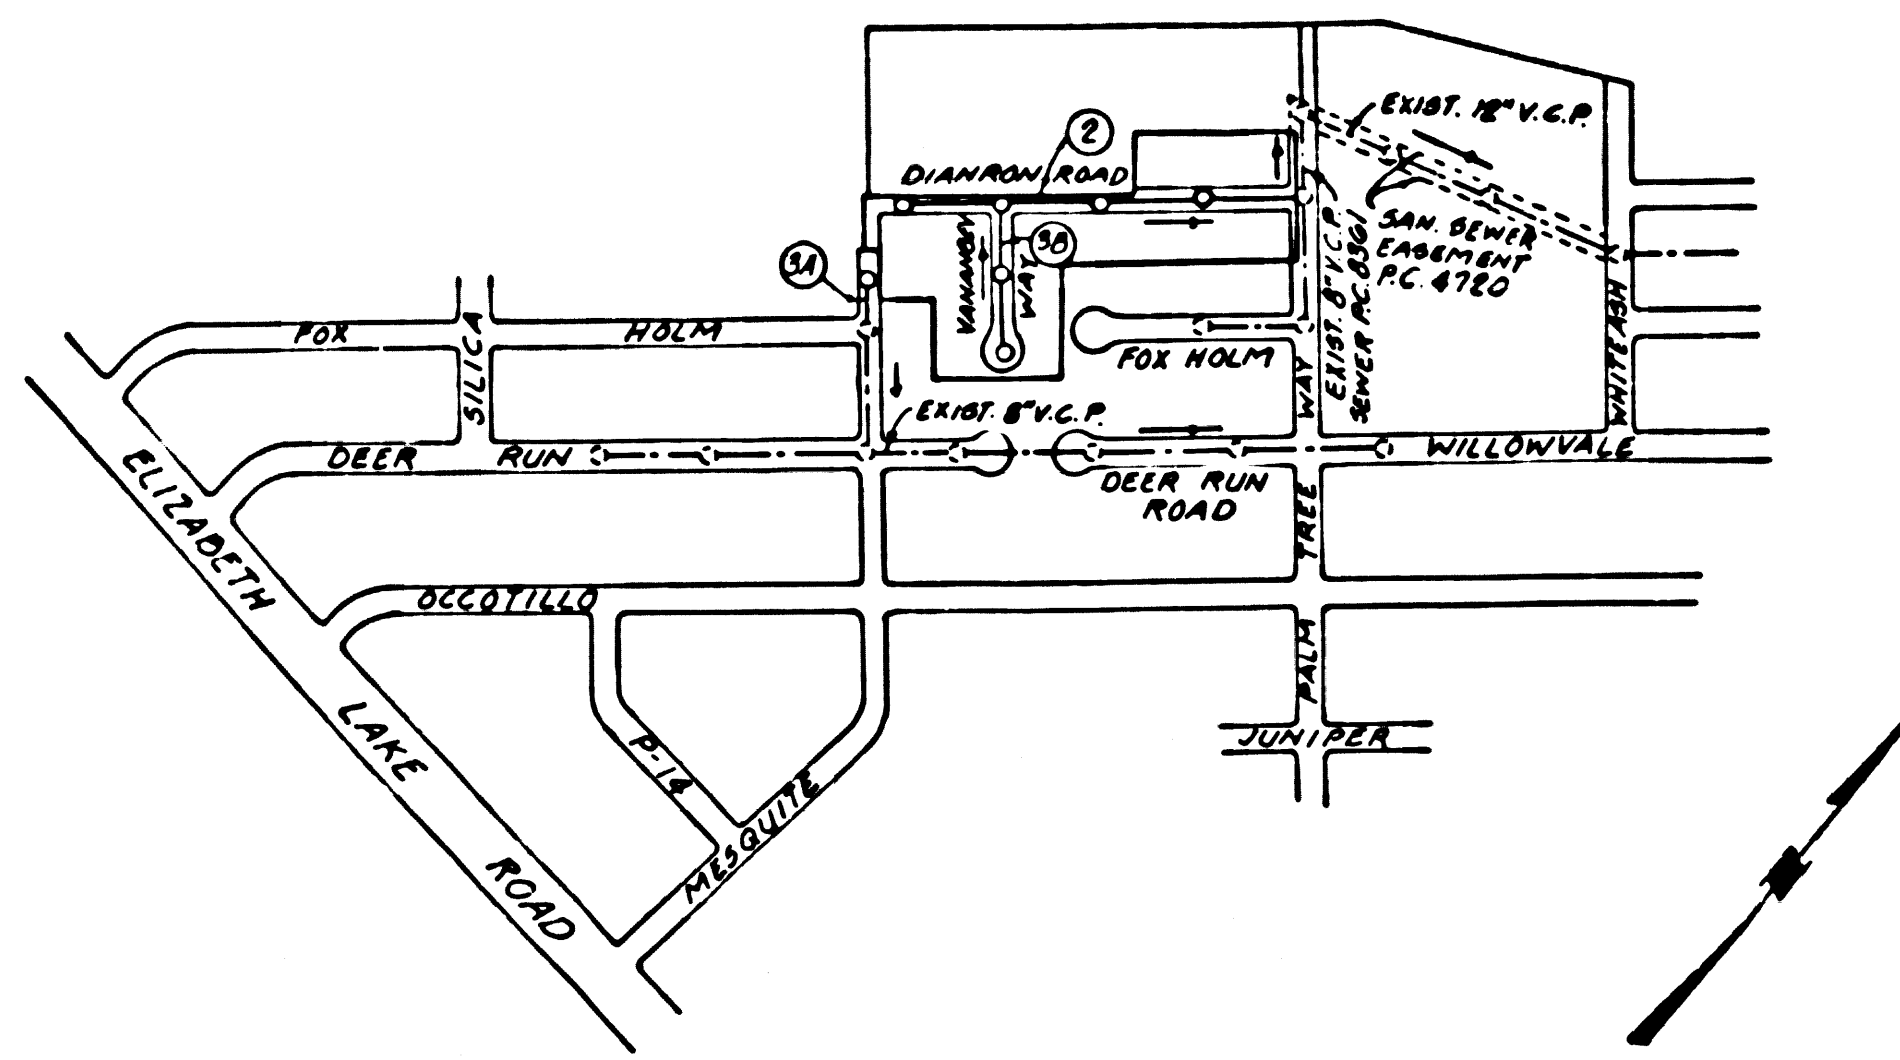 EXIST. 12" V.C.P.
2
DIANRON ROAD
3A
3B
WAY
SAN. SEWER
EASEMENT
P.C. 4720
EXIST. 8" V.C.P.
SEWER P.C. 8361
FOX HOLM
SILICA
FOX HOLM
WHITE ASH
EXIST. 8" V.C.P.
DEER RUN
WILLOWVALE
DEER RUN
ROAD
PALM TREE WAY
ELIZABETH LAKE ROAD
OCCOTILLO
P-14
MESQUITE
JUNIPER